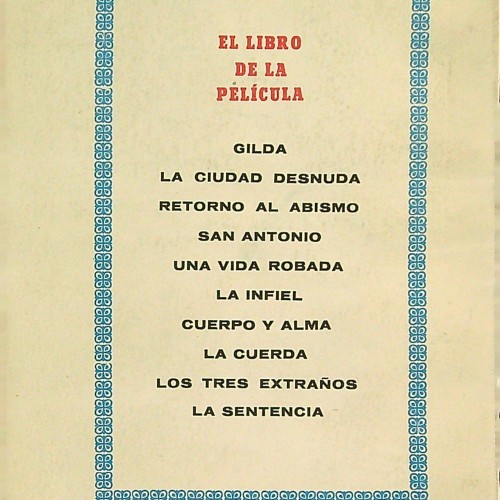 EL LIBRO
DE LA
PELÍCULA
GILDA
LA CIUDAD DESNUDA
RETORNO AL ABISMO
SAN ANTONIO
UNA VIDA ROBADA
LA INFIEL
CUERPO Y ALMA
LA CUERDA
LOS TRES EXTRAÑOS
LA SENTENCIA